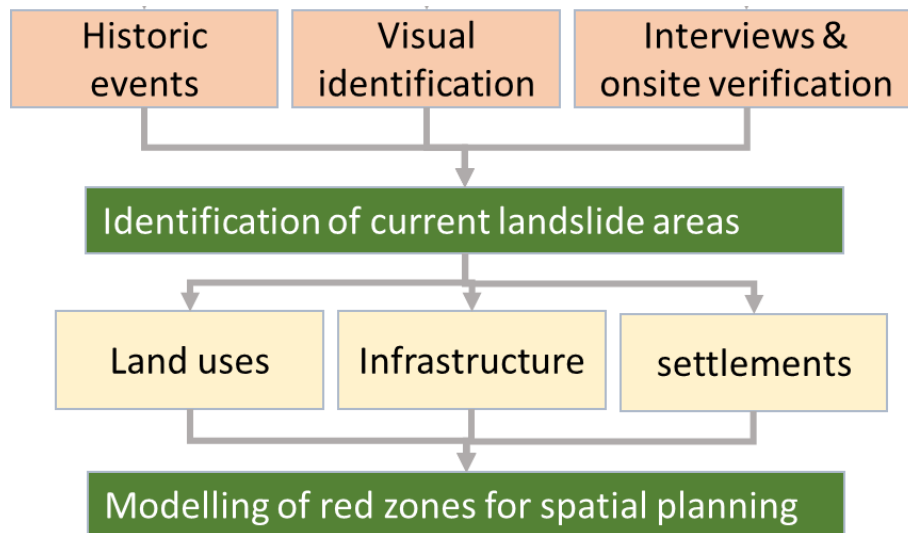 Historic
events
Visual
identification
Interviews &
onsite verification
Identification of current landslide areas
Land uses
Infrastructure
settlements
Modelling of red zones for spatial planning